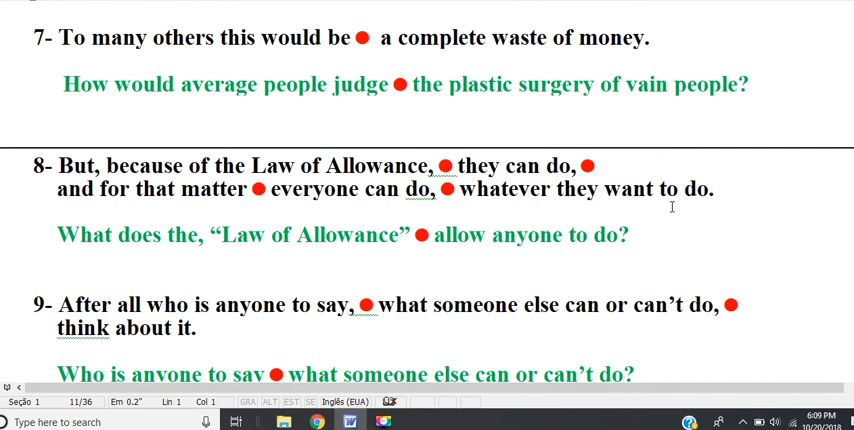 7- To many others this would be a complete waste of money.
How would average people judge the plastic surgery of vain people?
8- But, because of the Law of Allowance, they can do,
and for that matter everyone can do, whatever they want to do.
What does the, “Law of Allowance” allow anyone to do?
9- After all who is anyone to say, what someone else can or can’t do,
think about it.
Who is anyone to say what someone else can or can’t do?
Seção 1 11/36 Em 0.2" Lin 1 Col 1 GRA ALT EST SE Inglês (EUA)
Type here to search
6:09 PM
10/20/2018